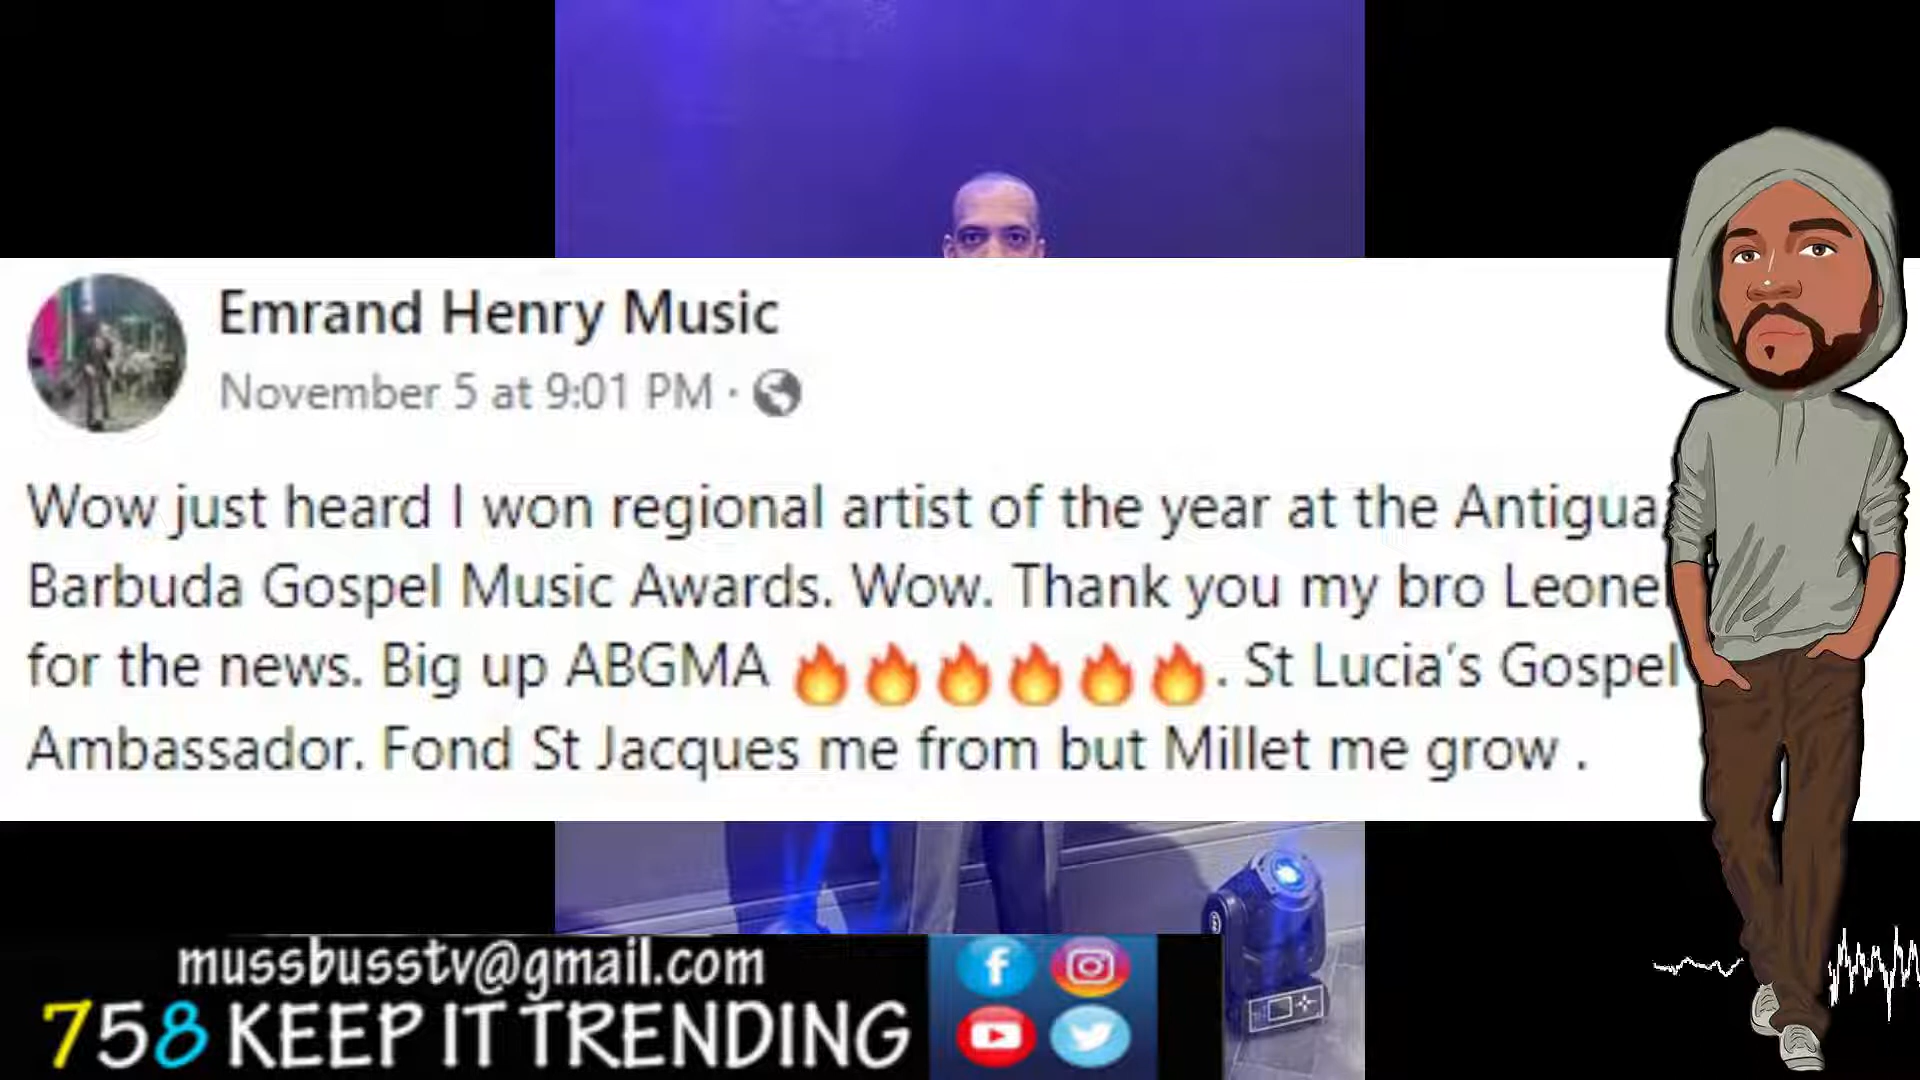 Emrand Henry Music
November 5 at 9:01 PM ·
Wow just heard I won regional artist of the year at the Antigua
Barbuda Gospel Music Awards. Wow. Thank you my bro Leonel
for the news. Big up ABGMA 🔥🔥🔥🔥🔥🔥. St Lucia's Gospel
Ambassador. Fond St Jacques me from but Millet me grow .
mussbusstv@gmail.com
758 KEEP IT TRENDING